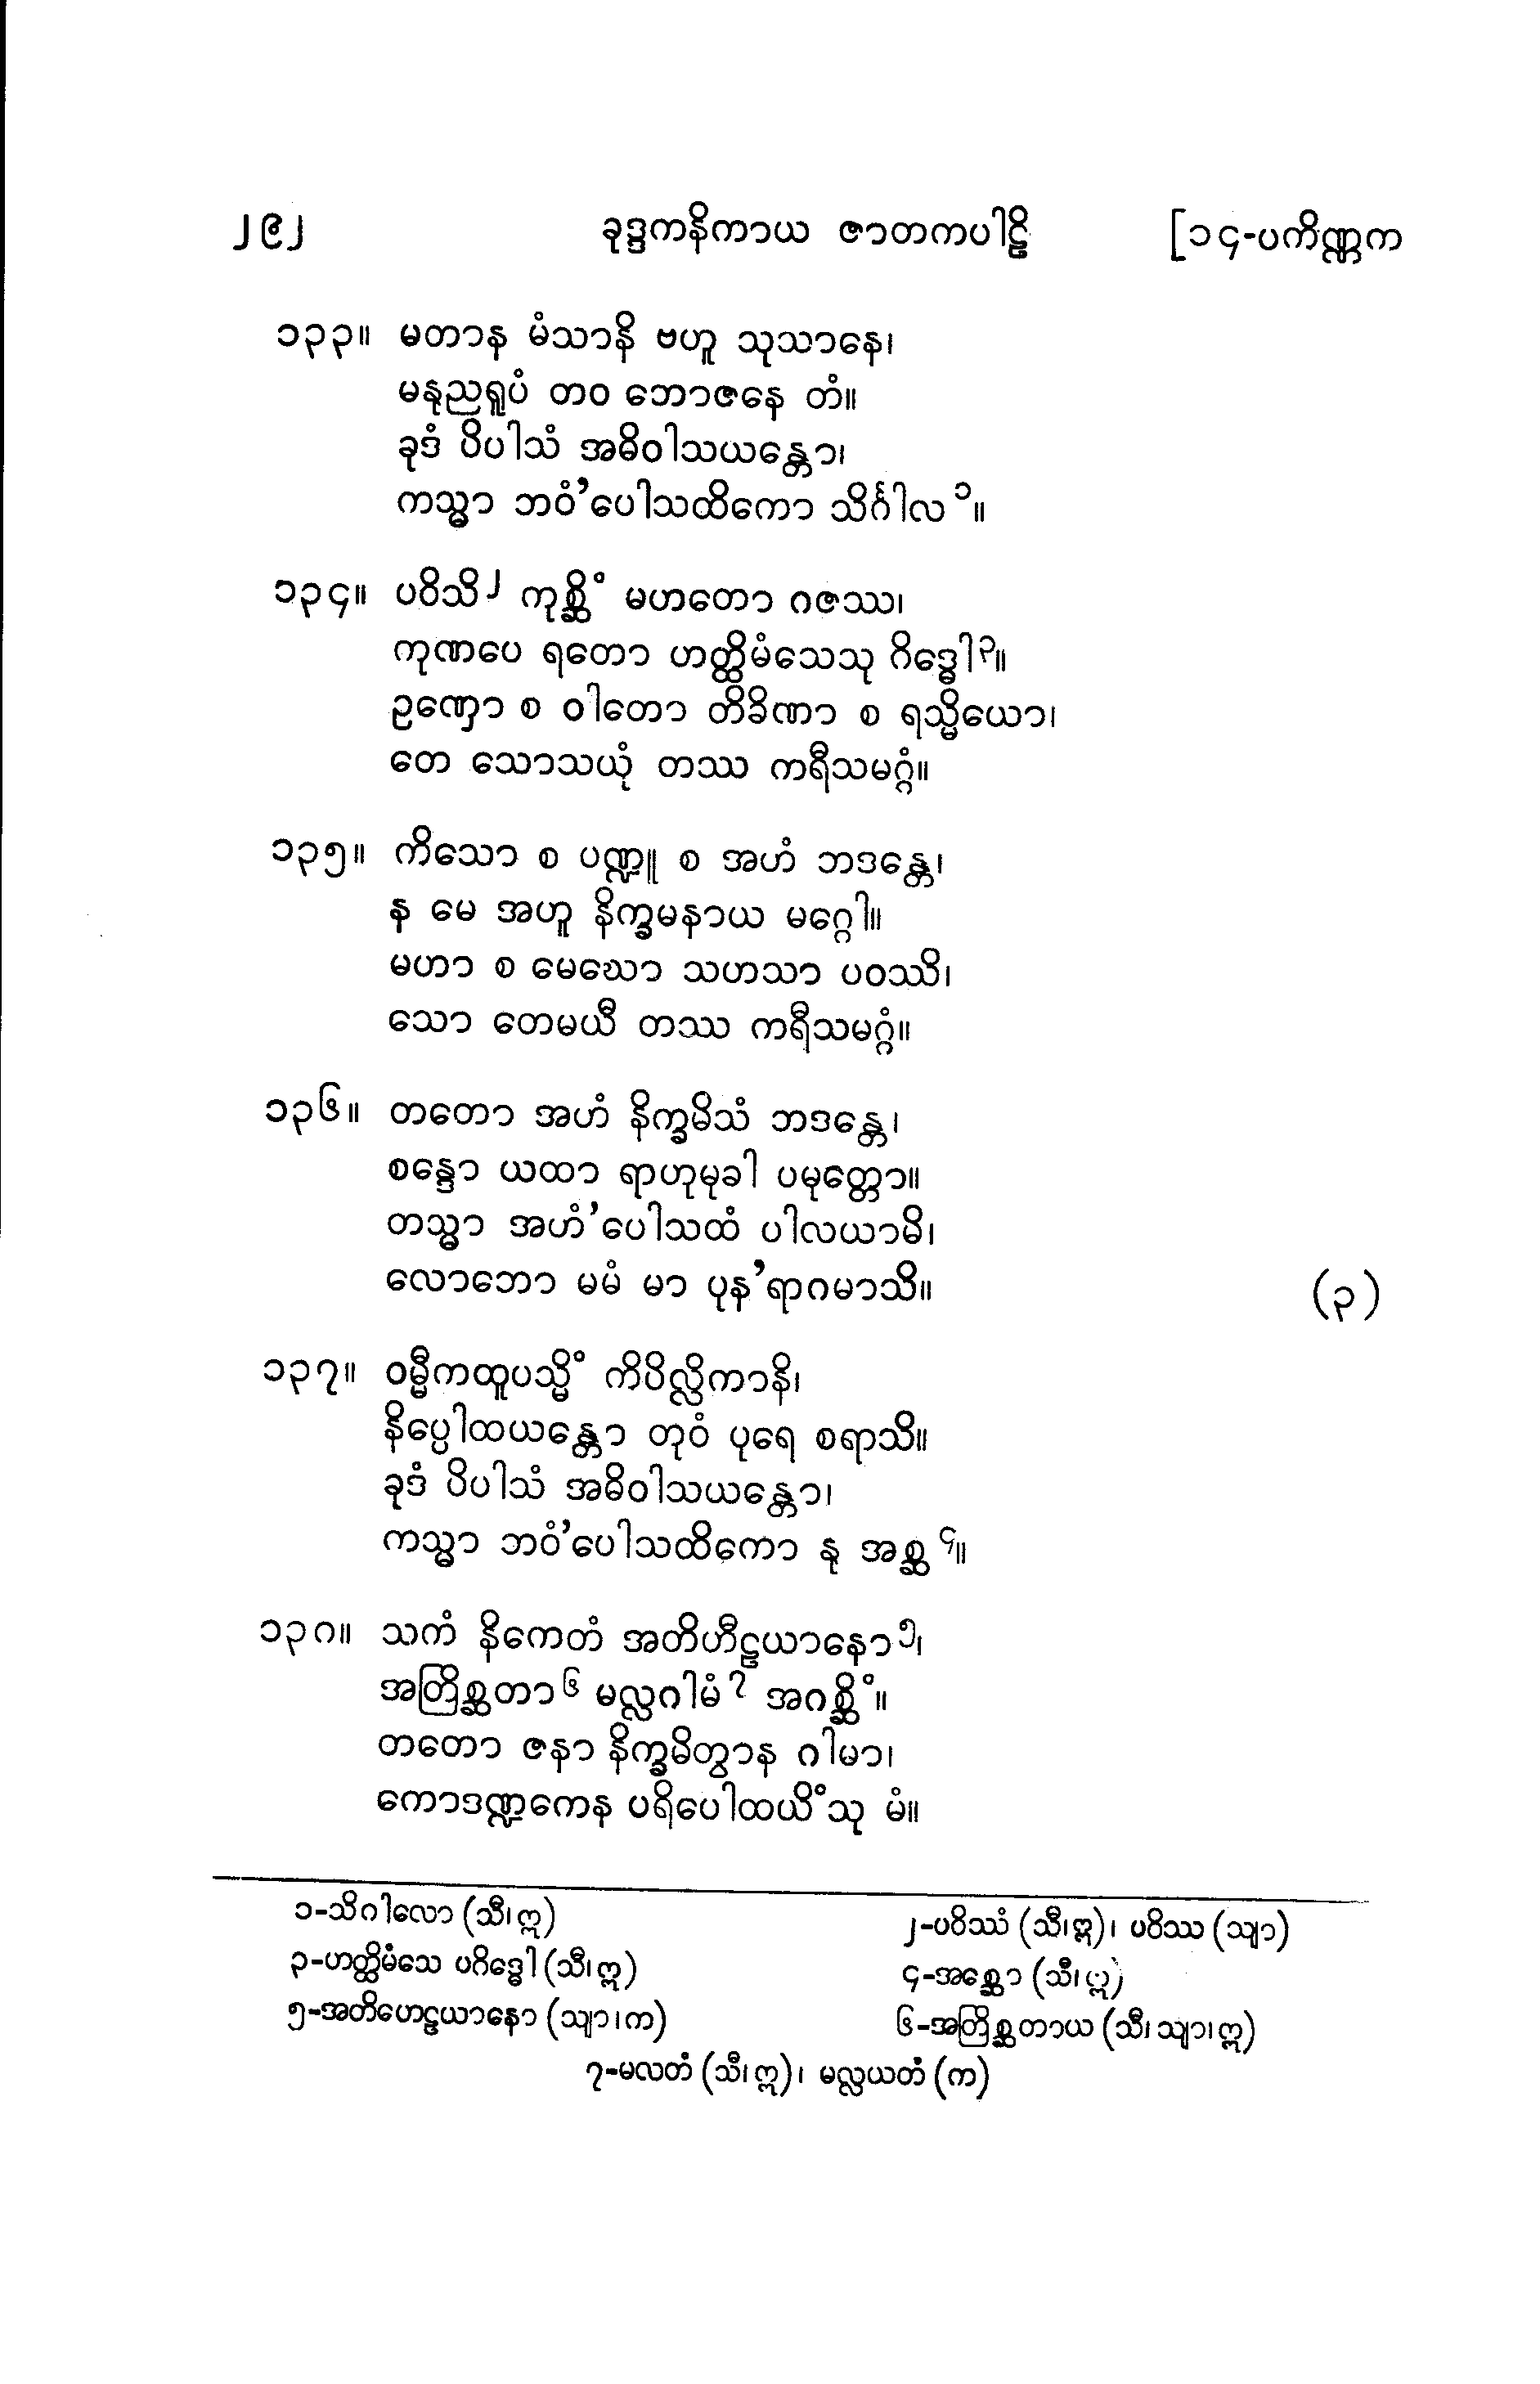 ၂၉၂ ခုဒ္ဒကနိကာယ ဇာတကပါဠိ [၁၄-ပကိဏ္ဏက
၁၃၃။ မတာန မံသာနိ ဗဟူ သုသာနေ၊
မနုညရူပံ တဝ ဘောဇနေ တံ။
ခုဒံ ပိပါသံ အဓိဝါသယန္တော၊
ကသ္မာ ဘဝံ’ပေါသထိကော သိင်္ဂါလ ၁။
၁၃၄။ ပဝိသိ၂ ကုစ္ဆိံ မဟတော ဂဇဿ၊
ကုဏပေ ရတော ဟတ္ထိမံသေသု ဂိဒ္ဓေါ၃။
ဥဏှော စ ဝါတော တိခိဏာ စ ရသ္မိယော၊
တေ သောသယုံ တဿ ကရီသမဂ္ဂံ။
၁၃၅။ ကိသော စ ပဏ္ဍူ စ အဟံ ဘဒန္တေ၊
န မေ အဟူ နိက္ခမနာယ မဂ္ဂေါ။
မဟာ စ မေဃော သဟသာ ပဝဿိ၊
သော တေမယီ တဿ ကရီသမဂ္ဂံ။
၁၃၆။ တတော အဟံ နိက္ခမိသံ ဘဒန္တေ၊
စန္ဒော ယထာ ရာဟုမုခါ ပမုတ္တော။
တသ္မာ အဟံ’ပေါသထံ ပါလယာမိ၊
လောဘော မမံ မာ ပုန’ရာဂမာသိ။ (၃)
၁၃၇။ ဝမ္မီကထူပသ္မိံ ကိပိလ္လိကာနိ၊
နိပ္ပေါထယန္တော တုဝံ ပုရေ စရာသိ။
ခုဒံ ပိပါသံ အဓိဝါသယန္တော၊
ကသ္မာ ဘဝံ’ပေါသထိကော နု အစ္ဆ ၄။
၁၃၈။ သကံ နိကေတံ အတိဟီဠယာနော၅၊
အတြိစ္ဆတာ၆ မလ္လဂါမံ၇ အဂစ္ဆိံ။
တတော ဇနာ နိက္ခမိတွာန ဂါမာ၊
ကောဒဏ္ဍကေန ပရိပေါထယိံသု မံ။
၁-သိဂါလော (သီ၊ဣ) ၂-ပဝိဿံ (သီ၊ဣ)၊ ပဝိဿ (သျာ)
၃-ဟတ္ထိမံသေ ပဂိဒ္ဓေါ (သီ၊ဣ) ၄-အစ္ဆော (သီ၊ဣ)
၅-အတိဟေဠယာနော (သျာ၊က) ၆-အတြိစ္ဆတာယ (သီ၊သျာ၊ဣ)
၇-မလတံ (သီ၊ဣ)၊ မလ္လယတံ (က)